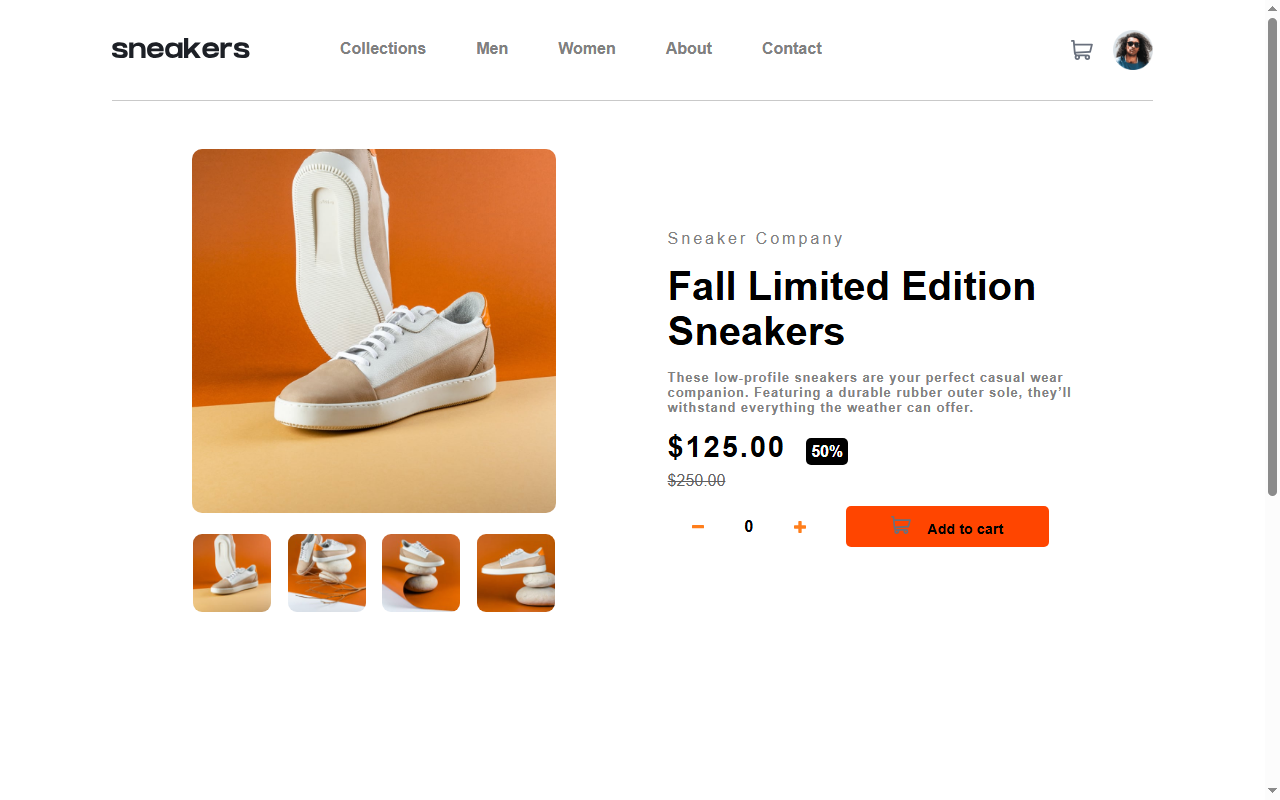 sneakers
Collections
Men
Women
About
Contact
Sneaker Company
Fall Limited Edition
Sneakers
These low-profile sneakers are your perfect casual wear
companion. Featuring a durable rubber outer sole, they’ll
withstand everything the weather can offer.
$125.00 50%
$250.00
0
Add to cart